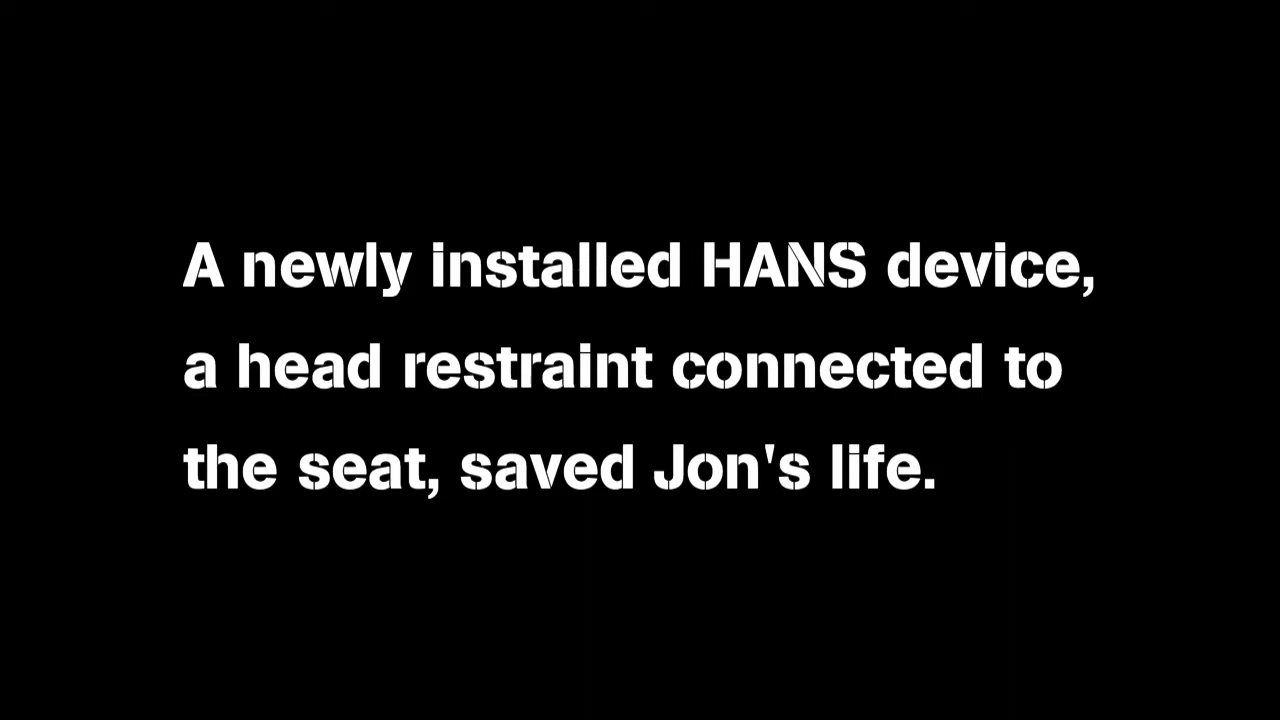 A newly installed HANS device,
a head restraint connected to
the seat, saved Jon's life.